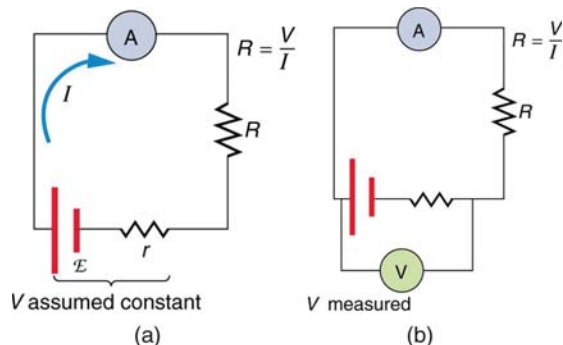 A
R = V/I
I
R
ℰ
r
V assumed constant
(a)
A
R = V/I
R
V
V measured
(b)